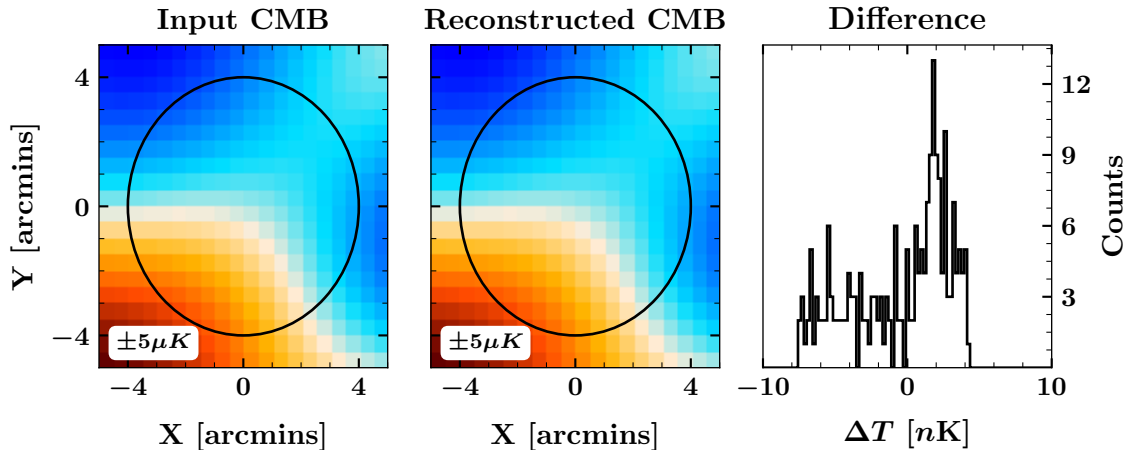 Input CMB
Reconstructed CMB
Difference
4
0
−4
Y [arcmins]
±5μK
−4
0
4
X [arcmins]
±5μK
−4
0
4
X [arcmins]
12
9
6
3
Counts
−10
0
10
ΔT [nK]